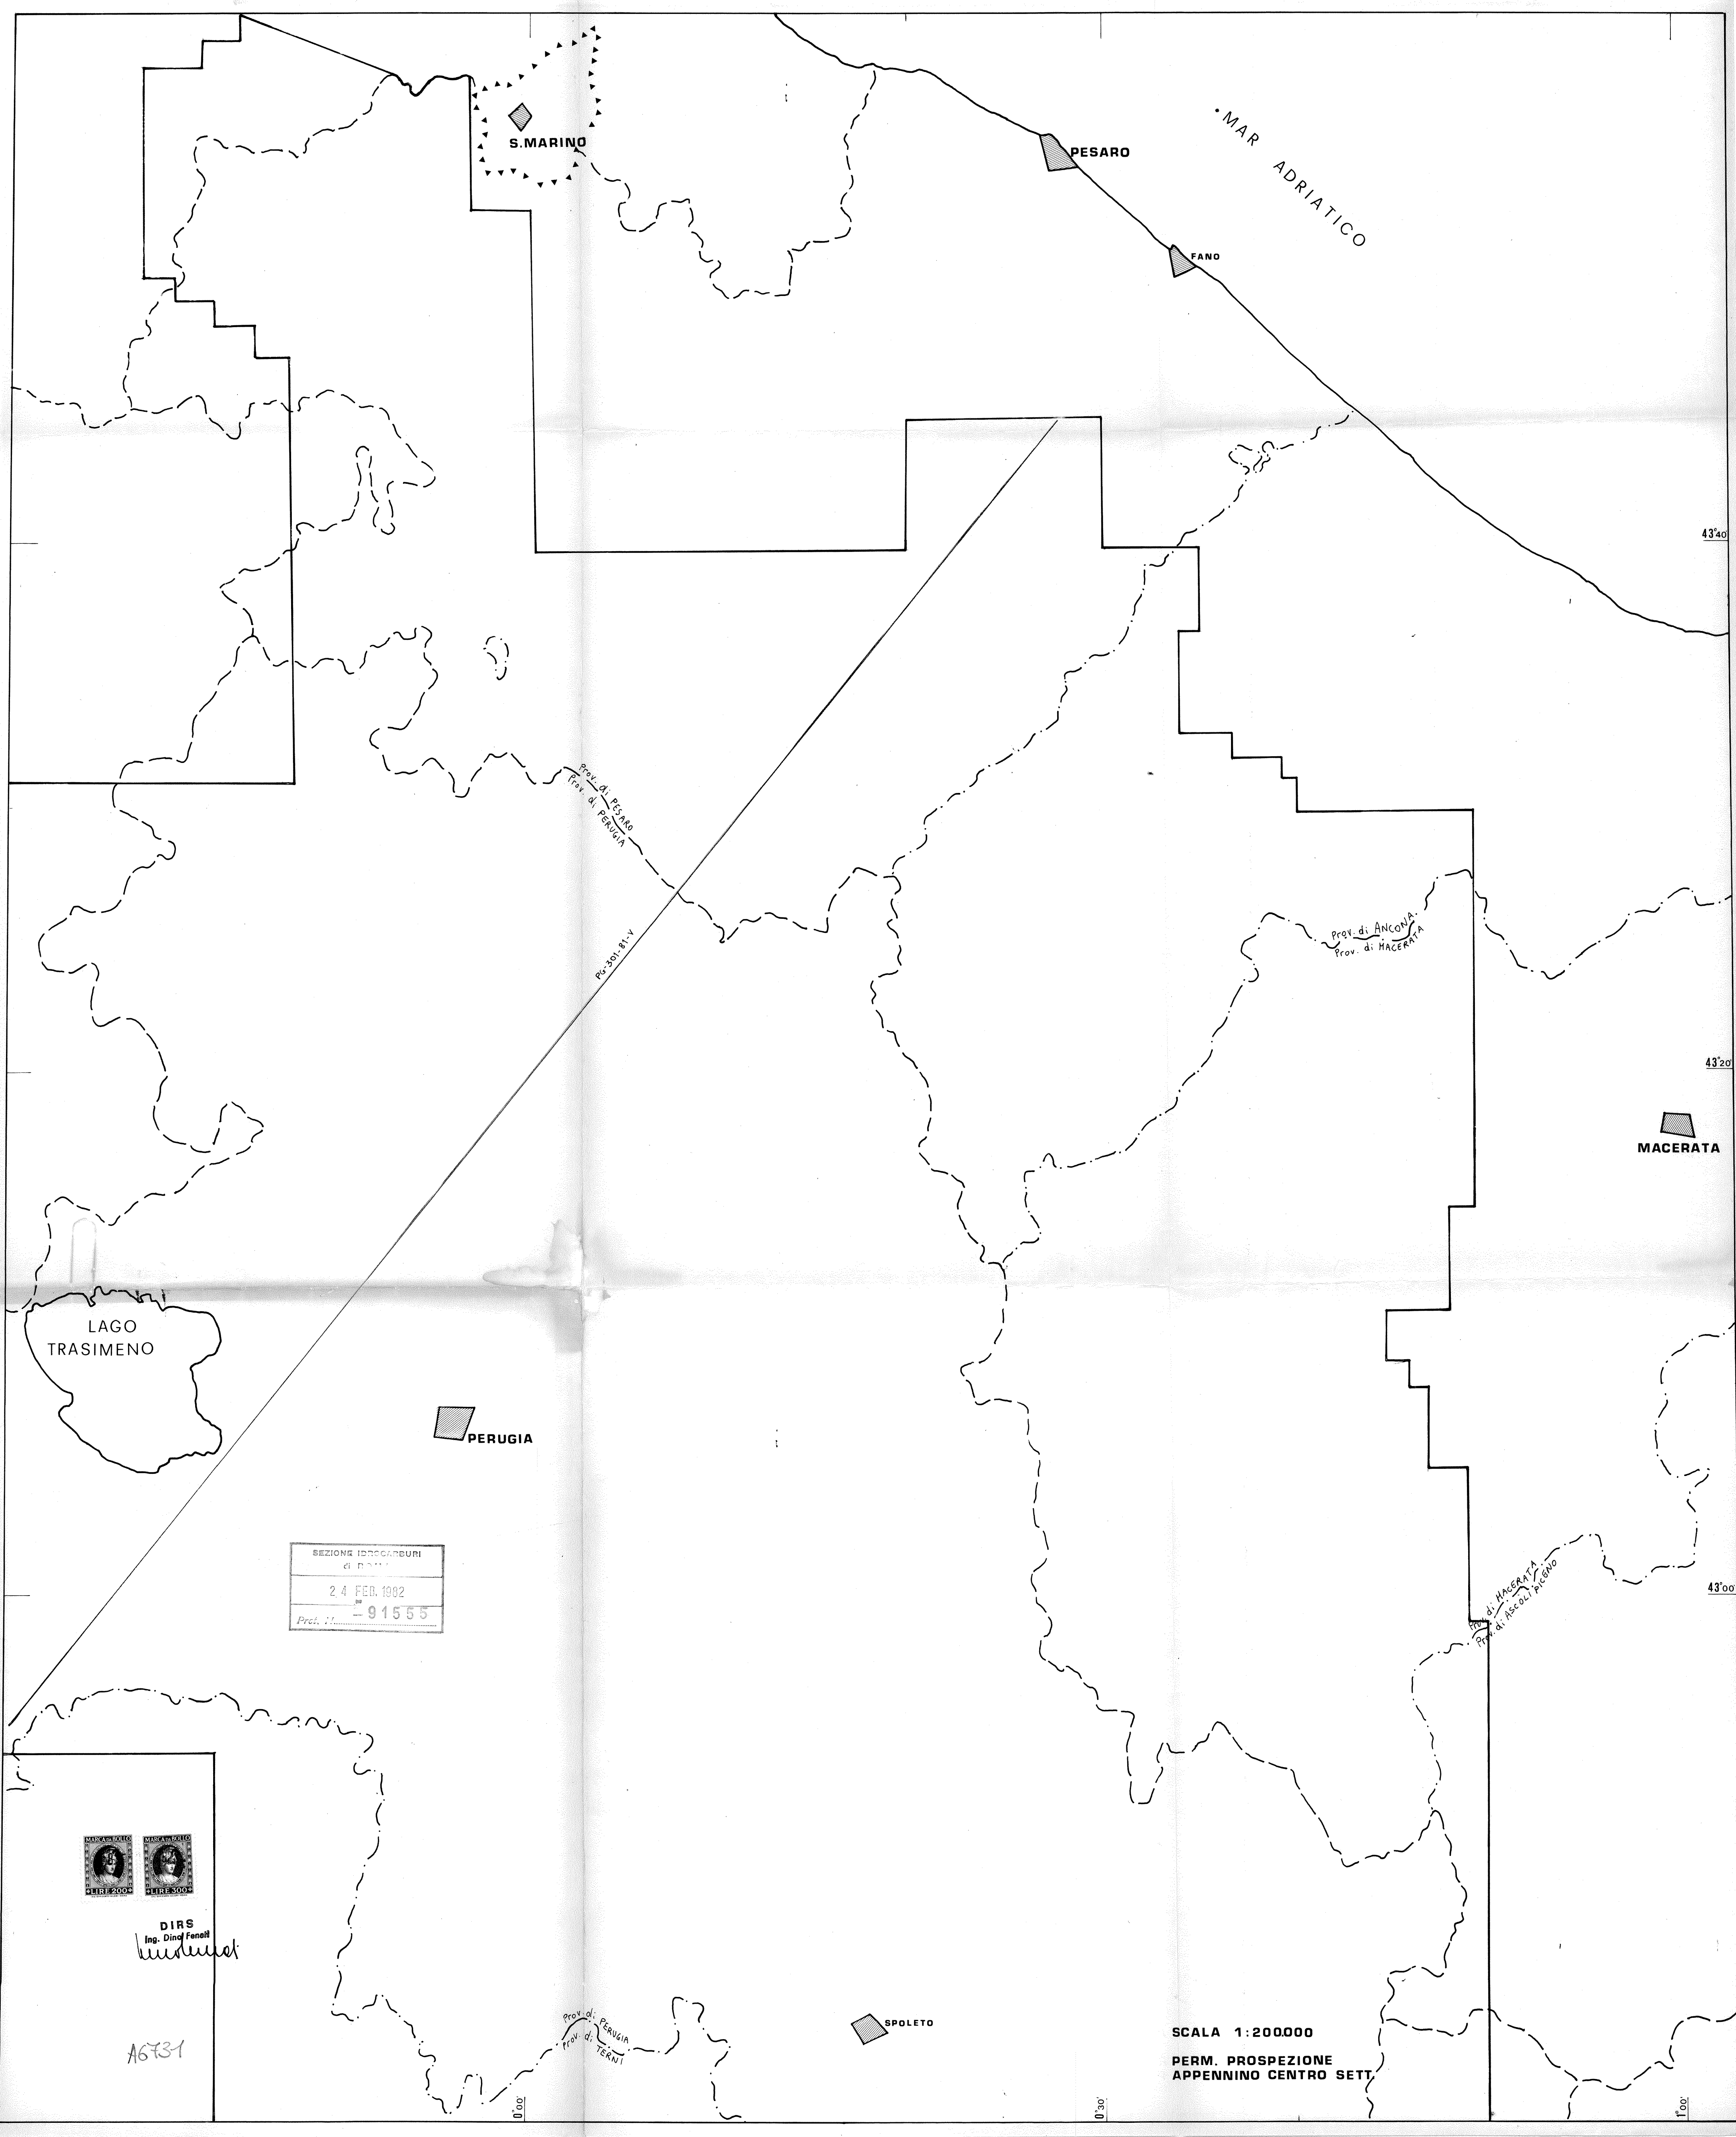 S.MARINO
PESARO
MAR ADRIATICO
FANO
43°40'
Prov. di PESARO
Prov. di PERUGIA
PG-301-81-V
Prov. di ANCONA
Prov. di MACERATA
43°20'
MACERATA
LAGO
TRASIMENO
PERUGIA
SEZIONE IDROCARBURI
di ROMA
24 FEB. 1982
Prot. N. 91555
43°00'
Prov. di MACERATA
Prov. di ASCOLI PICENO
MARCA DA BOLLO
LIRE 200
MARCA DA BOLLO
LIRE 300
DIRS
Ing. Dino
A6731
Prov. di PERUGIA
Prov. di TERNI
SPOLETO
SCALA 1:200.000
PERM. PROSPEZIONE
APPENNINO CENTRO SETT.
0°00'
0°30'
1°00'